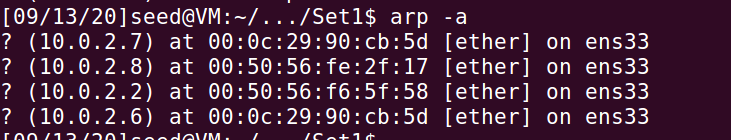 [09/13/20]seed@VM:~/.../Set1$ arp -a
? (10.0.2.7) at 00:0c:29:90:cb:5d [ether] on ens33
? (10.0.2.8) at 00:50:56:fe:2f:17 [ether] on ens33
? (10.0.2.2) at 00:50:56:f6:5f:58 [ether] on ens33
? (10.0.2.6) at 00:0c:29:90:cb:5d [ether] on ens33
[09/13/20]seed@VM:~/.../Set1$